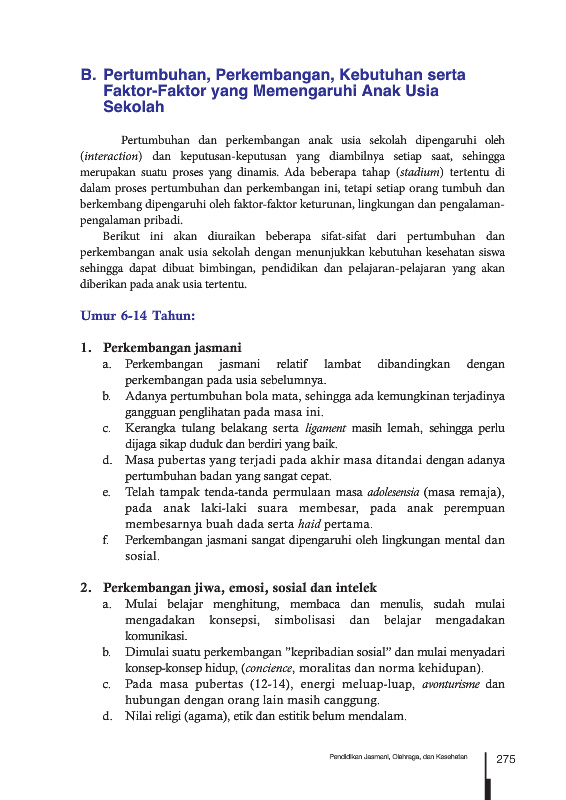 B. Pertumbuhan, Perkembangan, Kebutuhan serta
Faktor-Faktor yang Memengaruhi Anak Usia
Sekolah
Pertumbuhan dan perkembangan anak usia sekolah dipengaruhi oleh
(interaction) dan keputusan-keputusan yang diambilnya setiap saat, sehingga
merupakan suatu proses yang dinamis. Ada beberapa tahap (stadium) tertentu di
dalam proses pertumbuhan dan perkembangan ini, tetapi setiap orang tumbuh dan
berkembang dipengaruhi oleh faktor-faktor keturunan, lingkungan dan pengalaman-
pengalaman pribadi.
Berikut ini akan diuraikan beberapa sifat-sifat dari pertumbuhan dan
perkembangan anak usia sekolah dengan menunjukkan kebutuhan kesehatan siswa
sehingga dapat dibuat bimbingan, pendidikan dan pelajaran-pelajaran yang akan
diberikan pada anak usia tertentu.
Umur 6-14 Tahun:
1. Perkembangan jasmani
a. Perkembangan jasmani relatif lambat dibandingkan dengan
perkembangan pada usia sebelumnya.
b. Adanya pertumbuhan bola mata, sehingga ada kemungkinan terjadinya
gangguan penglihatan pada masa ini.
c. Kerangka tulang belakang serta ligament masih lemah, sehingga perlu
dijaga sikap duduk dan berdiri yang baik.
d. Masa pubertas yang terjadi pada akhir masa ditandai dengan adanya
pertumbuhan badan yang sangat cepat.
e. Telah tampak tenda-tanda permulaan masa adolesensia (masa remaja),
pada anak laki-laki suara membesar, pada anak perempuan
membesarnya buah dada serta haid pertama.
f. Perkembangan jasmani sangat dipengaruhi oleh lingkungan mental dan
sosial.
2. Perkembangan jiwa, emosi, sosial dan intelek
a. Mulai belajar menghitung, membaca dan menulis, sudah mulai
mengadakan konsepsi, simbolisasi dan belajar mengadakan
komunikasi.
b. Dimulai suatu perkembangan ”kepribadian sosial” dan mulai menyadari
konsep-konsep hidup, (concience, moralitas dan norma kehidupan).
c. Pada masa pubertas (12-14), energi meluap-luap, avonturisme dan
hubungan dengan orang lain masih canggung.
d. Nilai religi (agama), etik dan estitik belum mendalam.
Pendidikan Jasmani, Olahraga, dan Kesehatan 275